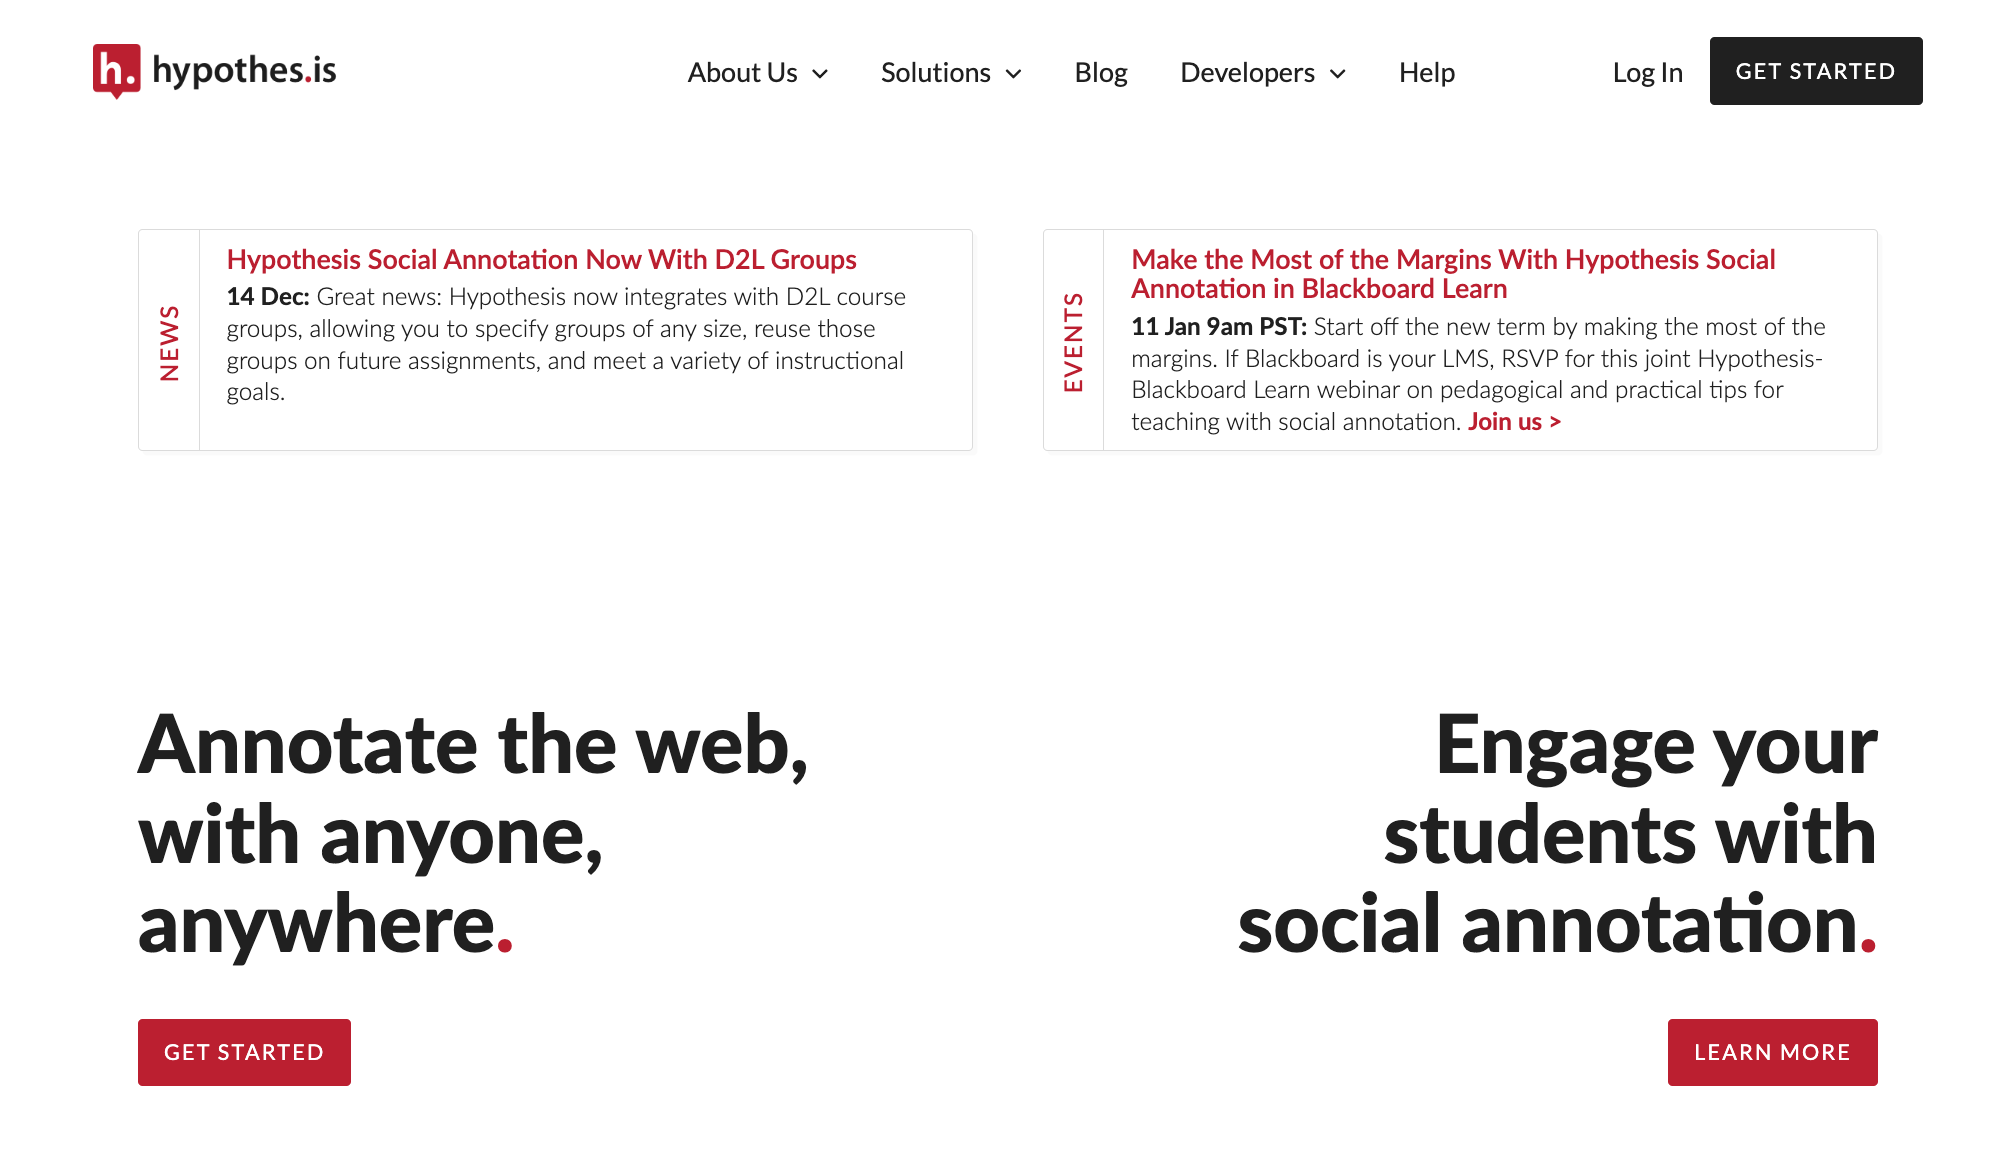 h. hypothes.is
About Us
Solutions
Blog
Developers
Help
Log In
GET STARTED
NEWS
Hypothesis Social Annotation Now With D2L Groups
14 Dec: Great news: Hypothesis now integrates with D2L course
groups, allowing you to specify groups of any size, reuse those
groups on future assignments, and meet a variety of instructional
goals.
EVENTS
Make the Most of the Margins With Hypothesis Social
Annotation in Blackboard Learn
11 Jan 9am PST: Start off the new term by making the most of the
margins. If Blackboard is your LMS, RSVP for this joint Hypothesis-
Blackboard Learn webinar on pedagogical and practical tips for
teaching with social annotation. Join us >
Annotate the web,
with anyone,
anywhere.
GET STARTED
Engage your
students with
social annotation.
LEARN MORE